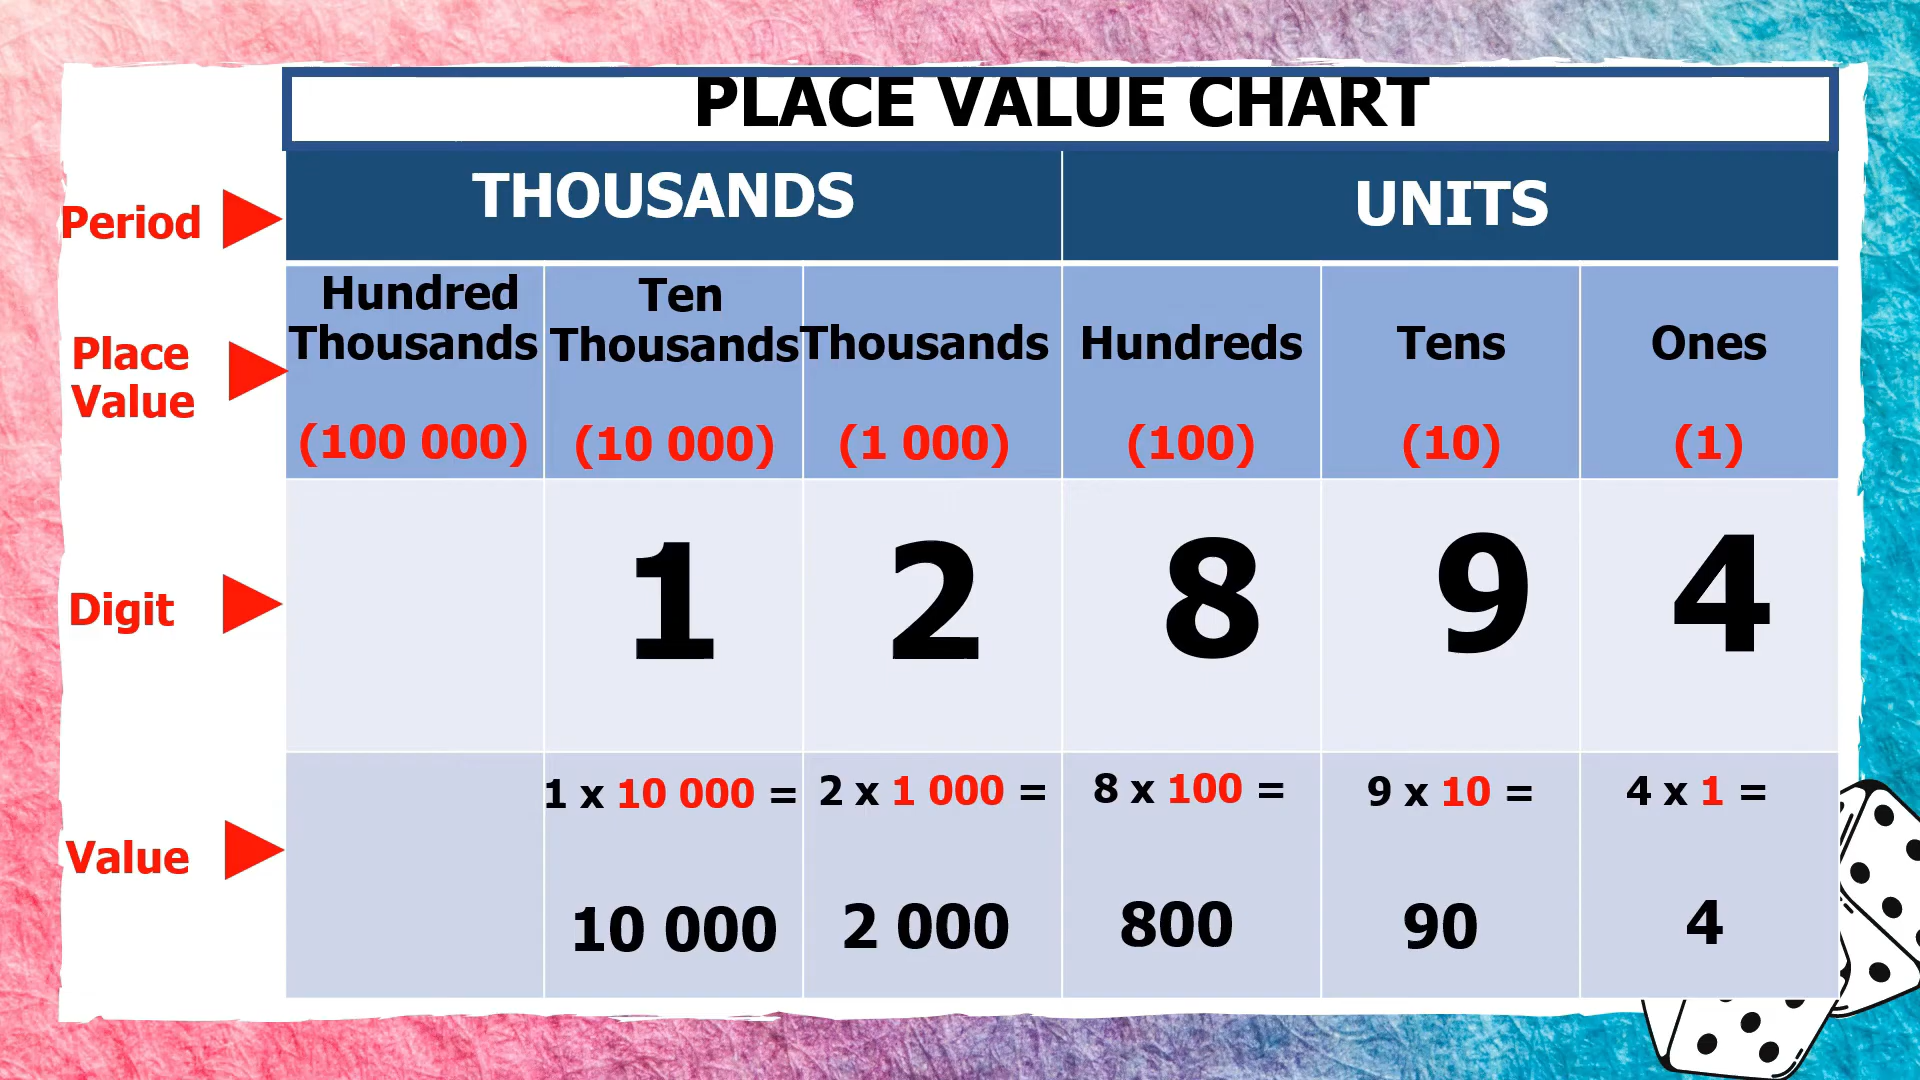 PLACE VALUE CHART
Period
THOUSANDS
UNITS
Place
Value
Hundred
Thousands
(100 000)
Ten
Thousands
(10 000)
Thousands
(1 000)
Hundreds
(100)
Tens
(10)
Ones
(1)
Digit
1
2
8
9
4
Value
1 x 10 000 =
10 000
2 x 1 000 =
2 000
8 x 100 =
800
9 x 10 =
90
4 x 1 =
4